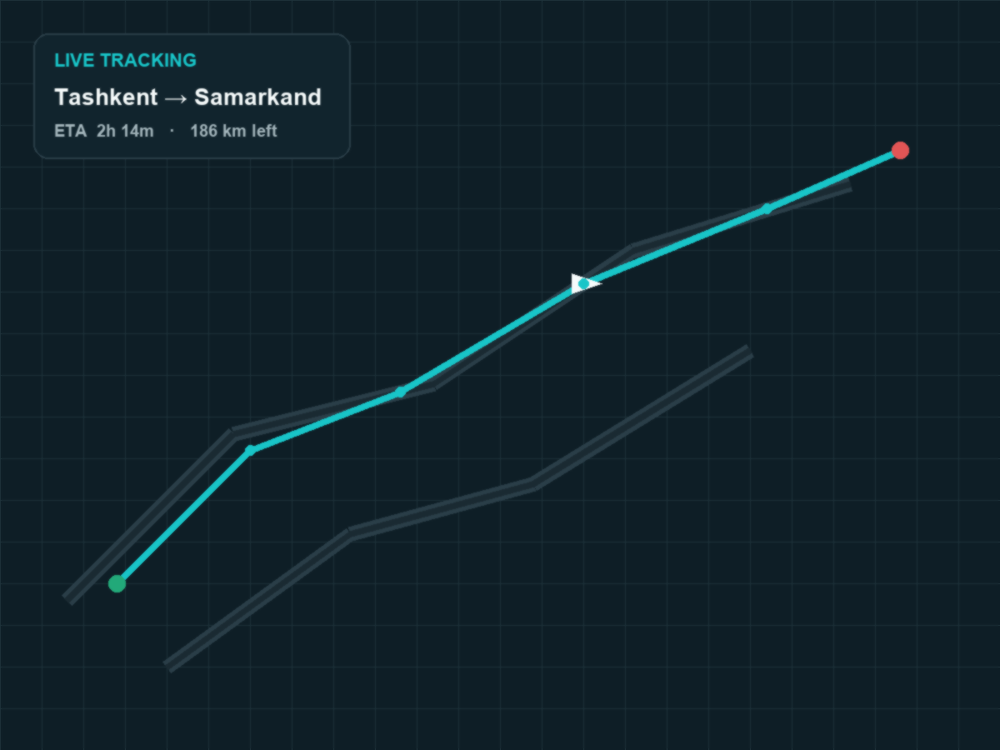 LIVE TRACKING
Tashkent → Samarkand
ETA 2h 14m · 186 km left